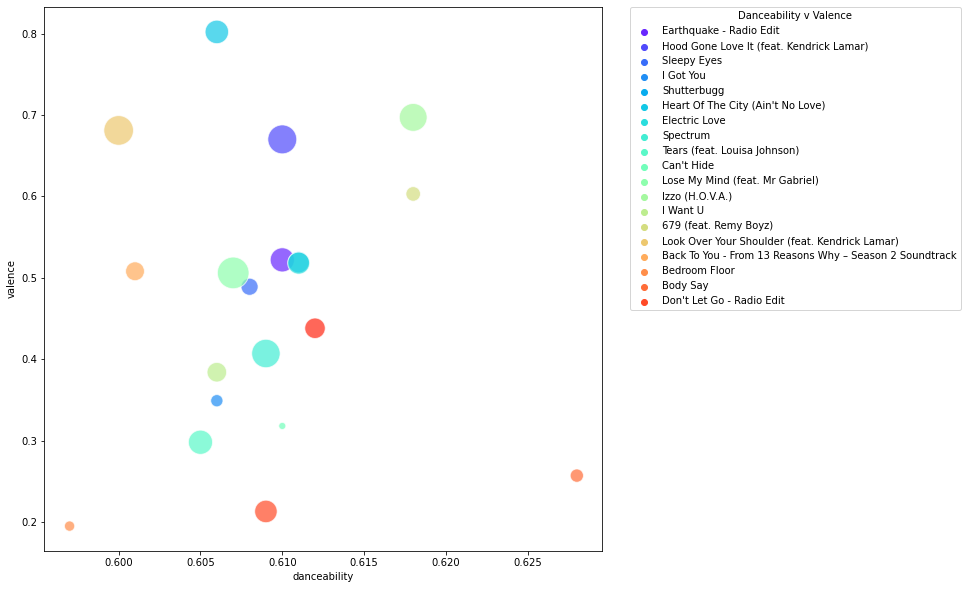 Danceability v Valence
Earthquake - Radio Edit
Hood Gone Love It (feat. Kendrick Lamar)
Sleepy Eyes
I Got You
Shutterbugg
Heart Of The City (Ain't No Love)
Electric Love
Spectrum
Tears (feat. Louisa Johnson)
Can't Hide
Lose My Mind (feat. Mr Gabriel)
Izzo (H.O.V.A.)
I Want U
679 (feat. Remy Boyz)
Look Over Your Shoulder (feat. Kendrick Lamar)
Back To You - From 13 Reasons Why – Season 2 Soundtrack
Bedroom Floor
Body Say
Don't Let Go - Radio Edit
valence
0.8
0.7
0.6
0.5
0.4
0.3
0.2
0.600 0.605 0.610 0.615 0.620 0.625
danceability